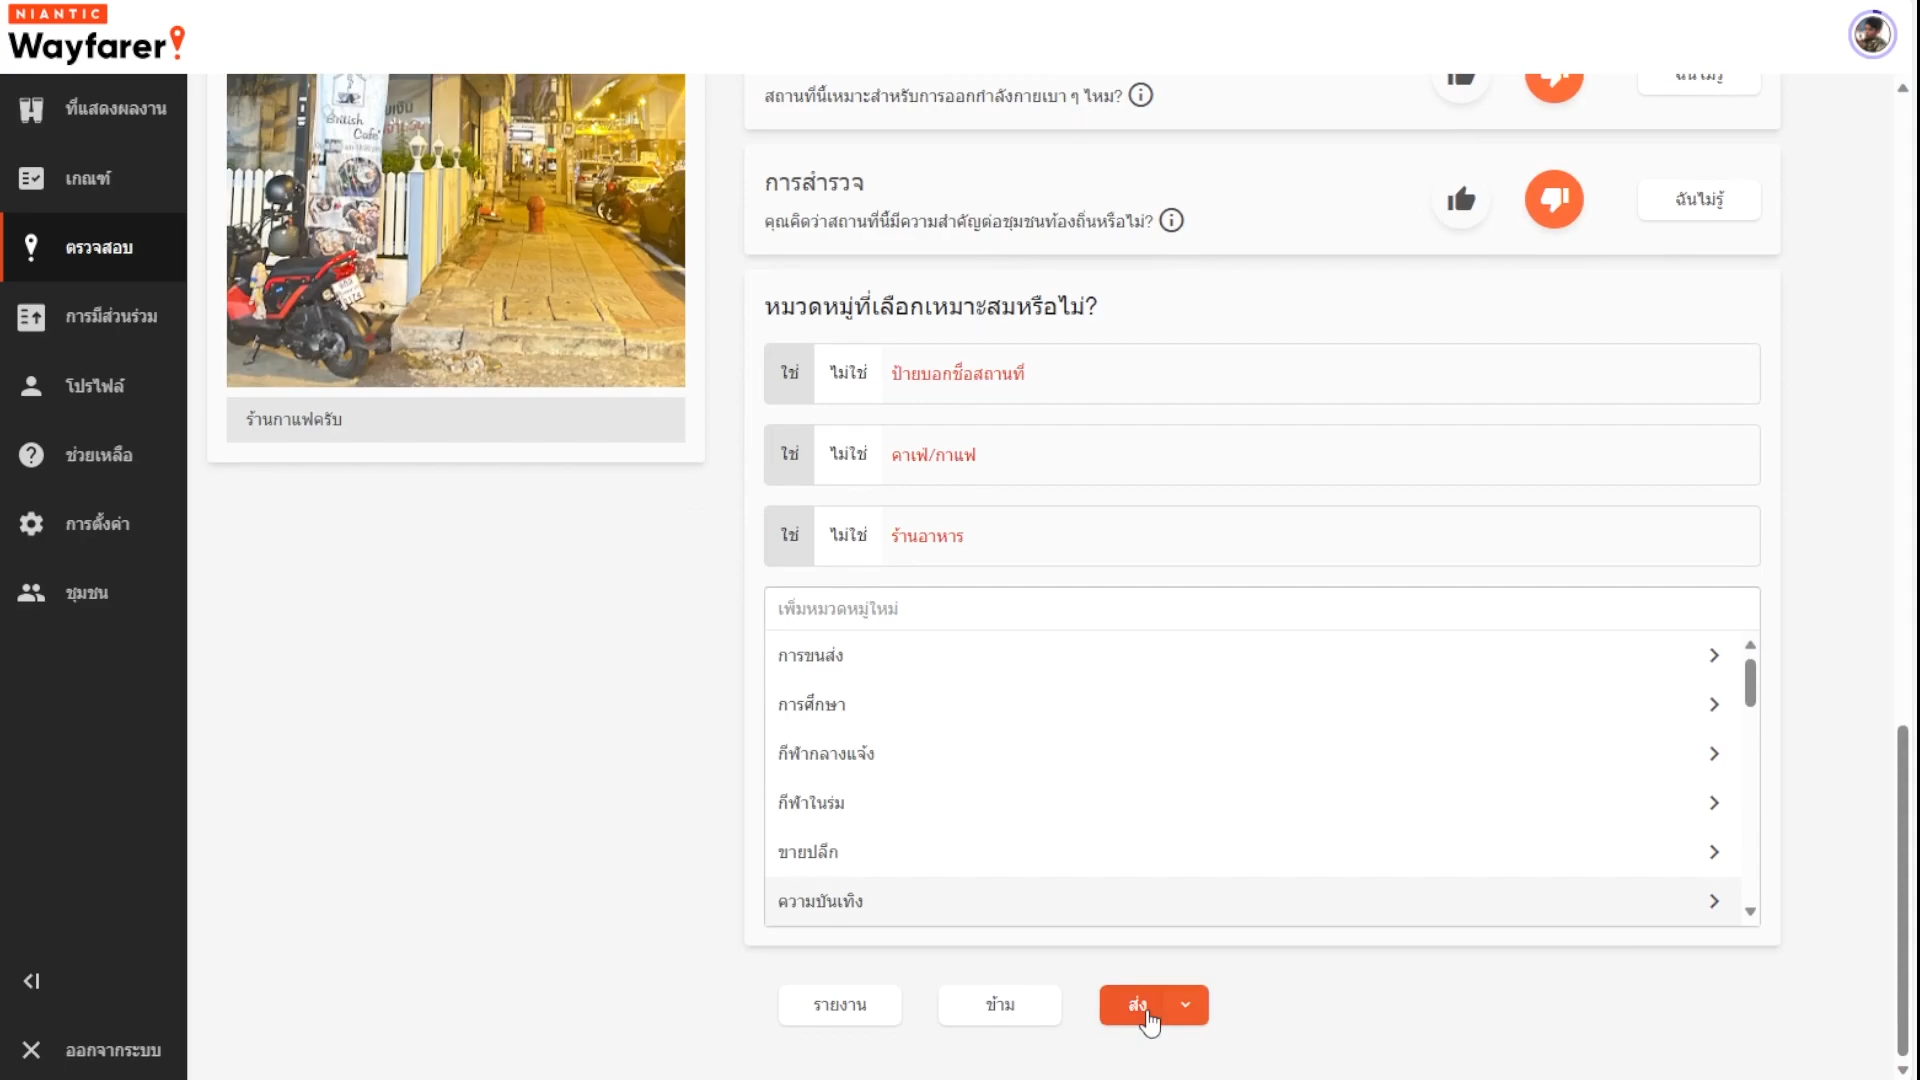 NIANTIC
Wayfarer
ที่แสดงผลงาน
เกณฑ์
ตรวจสอบ
การมีส่วนร่วม
โปรไฟล์
ช่วยเหลือ
การตั้งค่า
ชุมชน
ออกจากระบบ
British
Cafe
ร้านกาแฟครับ
สถานที่นี้เหมาะสำหรับการออกกำลังกายเบา ๆ ไหม?
ฉันไม่รู้
การสำรวจ
คุณคิดว่าสถานที่นี้มีความสำคัญต่อชุมชนท้องถิ่นหรือไม่?
ฉันไม่รู้
หมวดหมู่ที่เลือกเหมาะสมหรือไม่?
ใช่ ไม่ใช่ ป้ายบอกชื่อสถานที่
ใช่ ไม่ใช่ คาเฟ่/กาแฟ
ใช่ ไม่ใช่ ร้านอาหาร
เพิ่มหมวดหมู่ใหม่
การขนส่ง
การศึกษา
กีฬากลางแจ้ง
กีฬาในร่ม
ขายปลีก
ความบันเทิง
รายงาน
ข้าม
ส่ง